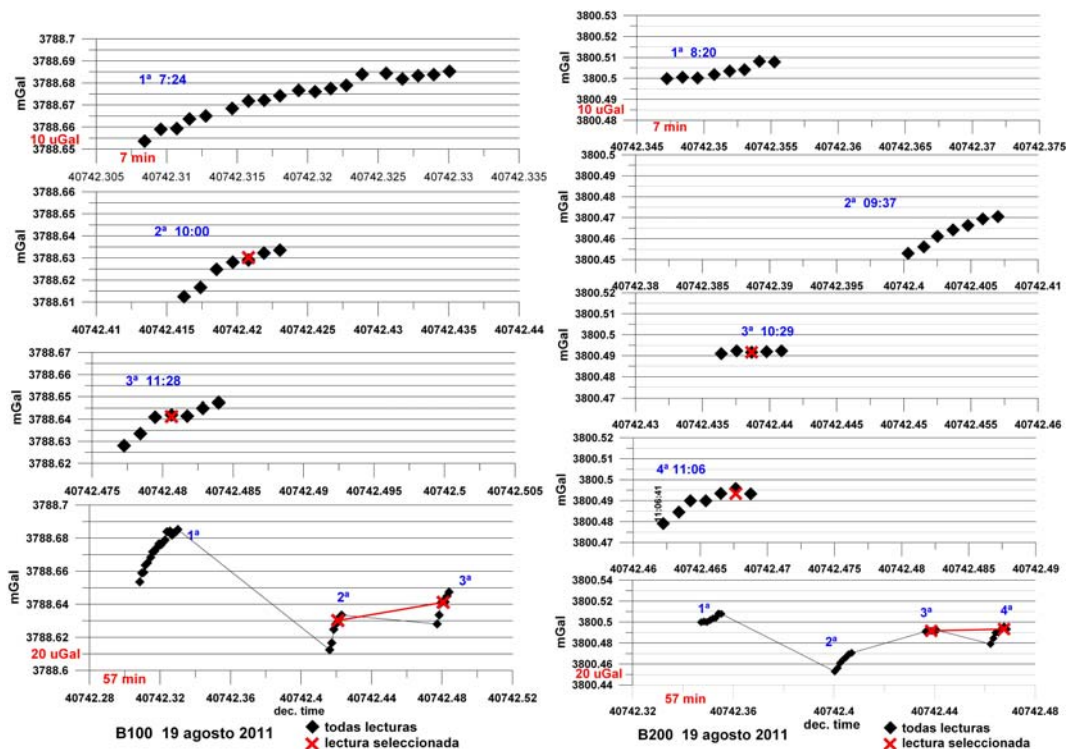 3788.7
3788.69
3788.68
3788.67
3788.66
3788.65
mGal
1ª 7:24
10 uGal
7 min
40742.305 40742.31 40742.315 40742.32 40742.325 40742.33 40742.335
3788.66
3788.65
3788.64
3788.63
3788.62
3788.61
mGal
2ª 10:00
40742.41 40742.415 40742.42 40742.425 40742.43 40742.435 40742.44
3788.67
3788.66
3788.65
3788.64
3788.63
3788.62
mGal
3ª 11:28
40742.475 40742.48 40742.485 40742.49 40742.495 40742.5 40742.505
3788.7
3788.68
3788.66
3788.64
3788.62
3788.6
mGal
1ª
2ª
3ª
20 uGal
57 min
40742.28 40742.32 40742.36 40742.4 40742.44 40742.48 40742.52
dec. time
B100 19 agosto 2011
todas lecturas
lectura seleccionada
3800.53
3800.52
3800.51
3800.5
3800.49
3800.48
mGal
1ª 8:20
10 uGal
7 min
40742.345 40742.35 40742.355 40742.36 40742.365 40742.37 40742.375
3800.5
3800.49
3800.48
3800.47
3800.46
3800.45
mGal
2ª 09:37
40742.38 40742.385 40742.39 40742.395 40742.4 40742.405 40742.41
3800.52
3800.51
3800.5
3800.49
3800.48
3800.47
mGal
3ª 10:29
40742.43 40742.435 40742.44 40742.445 40742.45 40742.455 40742.46
3800.52
3800.51
3800.5
3800.49
3800.48
3800.47
mGal
4ª 11:06
11:06:41
40742.46 40742.465 40742.47 40742.475 40742.48 40742.485 40742.49
3800.54
3800.52
3800.5
3800.48
3800.46
3800.44
mGal
1ª
2ª
3ª
4ª
20 uGal
57 min
40742.32 40742.36 40742.4 40742.44 40742.48
dec. time
B200 19 agosto 2011
todas lecturas
lectura seleccionada